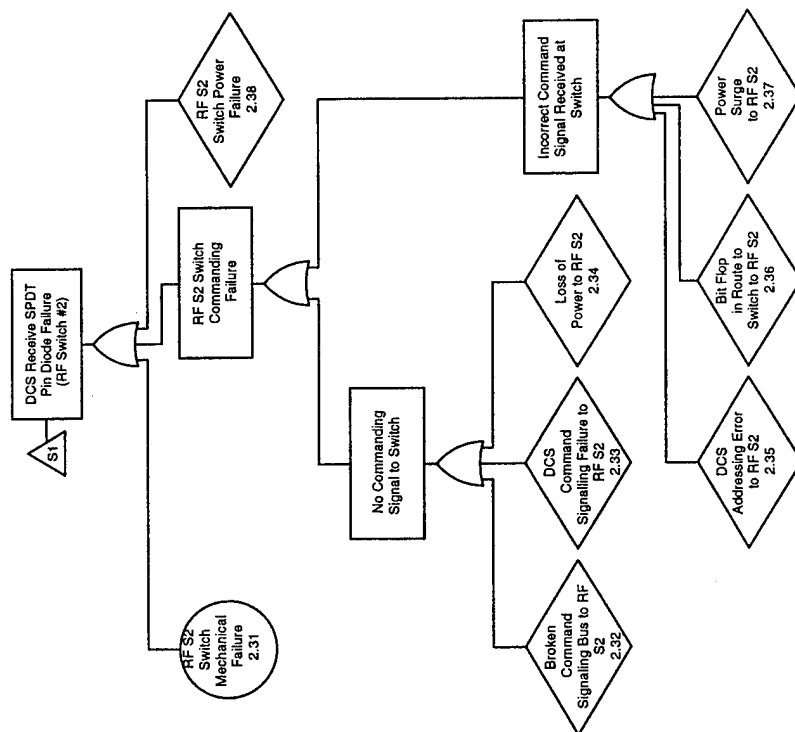 DCS Receive SPDT
Pin Diode Failure
(RF Switch #2)
S1
RF S2
Switch
Mechanical
Failure
2.31
RF S2 Switch
Commanding
Failure
RF S2
Switch Power
Failure
2.38
No Commanding
Signal to Switch
Incorrect Command
Signal Received at
Switch
Broken
Command
Signaling Bus to RF
S2
2.32
DCS
Command
Signalling Failure to
RF S2
2.33
Loss of
Power to RF S2
2.34
DCS
Addressing Error
to RF S2
2.35
Bit Flop
in Route to
Switch to RF S2
2.36
Power
Surge
to RF S2
2.37